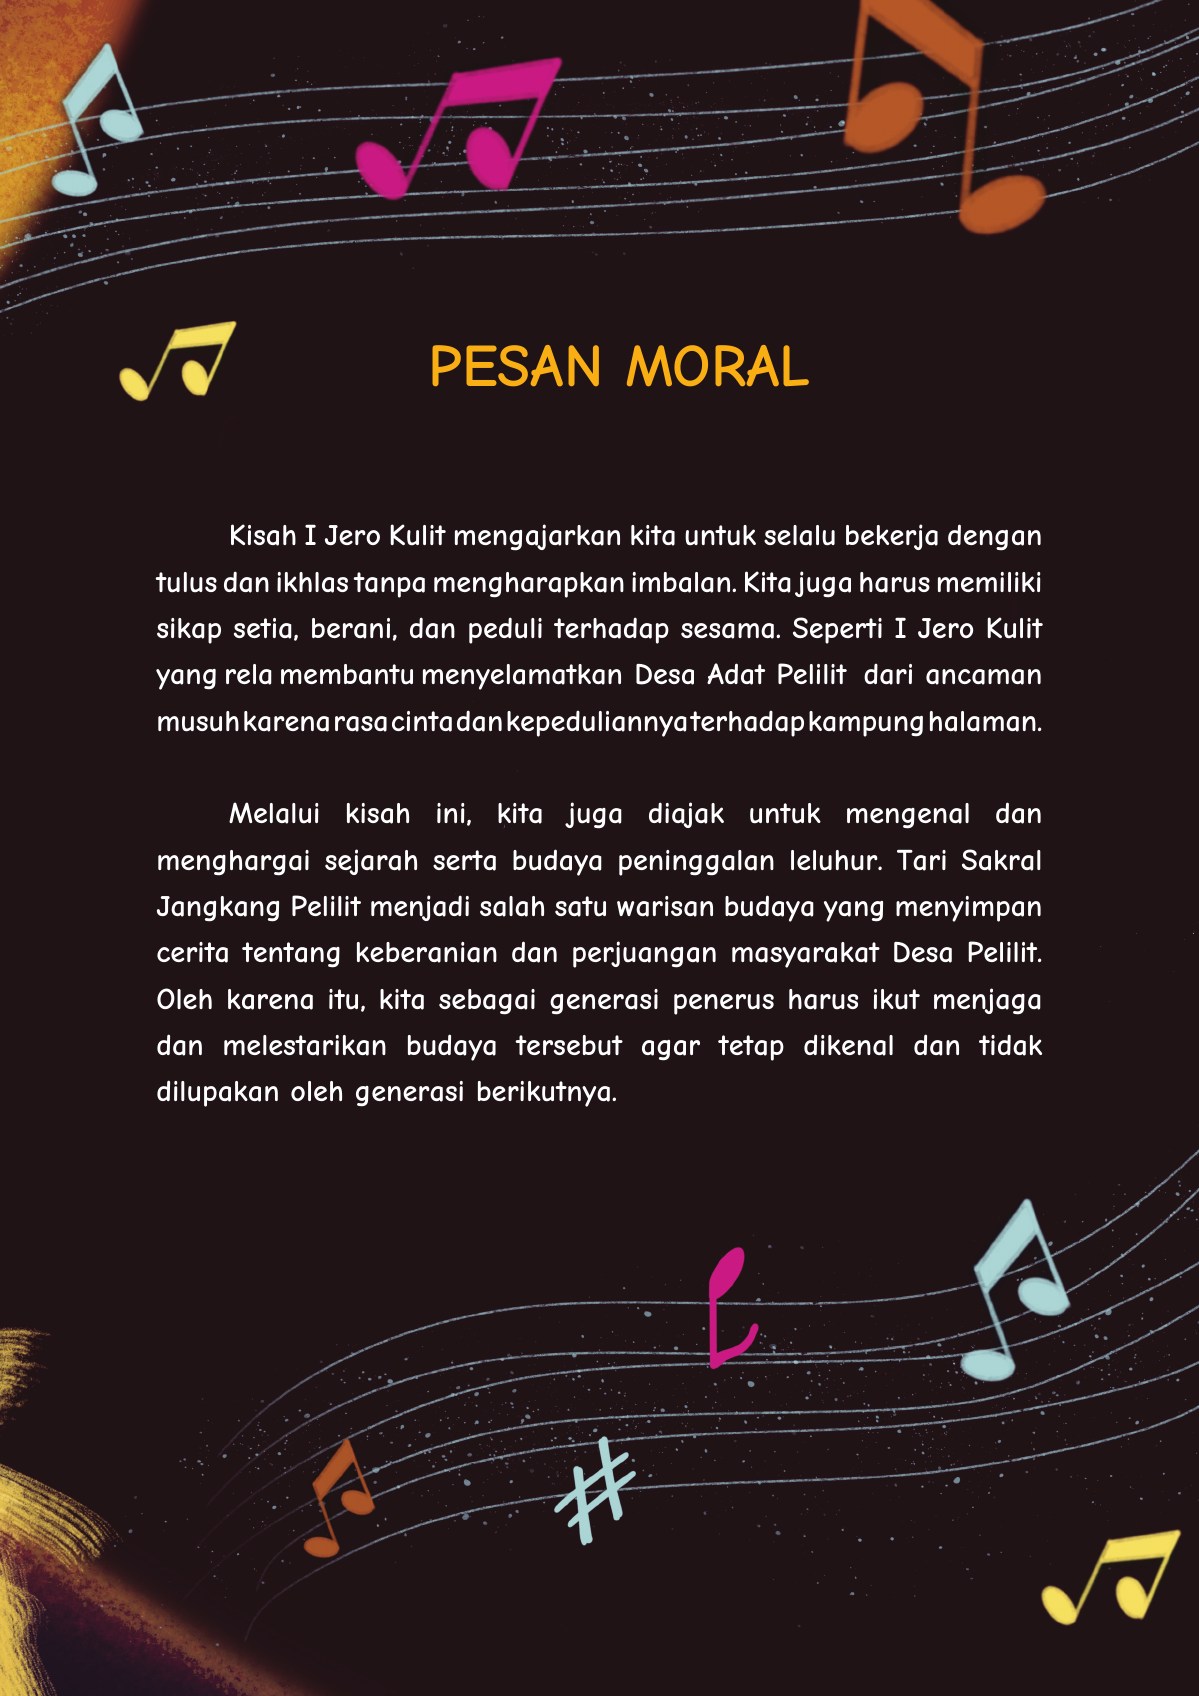 PESAN MORAL
Kisah I Jero Kulit mengajarkan kita untuk selalu bekerja dengan
tulus dan ikhlas tanpa mengharapkan imbalan. Kita juga harus memiliki
sikap setia, berani, dan peduli terhadap sesama. Seperti I Jero Kulit
yang rela membantu menyelamatkan Desa Adat Pelilit dari ancaman
musuh karena rasa cinta dan kepeduliannya terhadap kampung halaman.
Melalui kisah ini, kita juga diajak untuk mengenal dan
menghargai sejarah serta budaya peninggalan leluhur. Tari Sakral
Jangkang Pelilit menjadi salah satu warisan budaya yang menyimpan
cerita tentang keberanian dan perjuangan masyarakat Desa Pelilit.
Oleh karena itu, kita sebagai generasi penerus harus ikut menjaga
dan melestarikan budaya tersebut agar tetap dikenal dan tidak
dilupakan oleh generasi berikutnya.